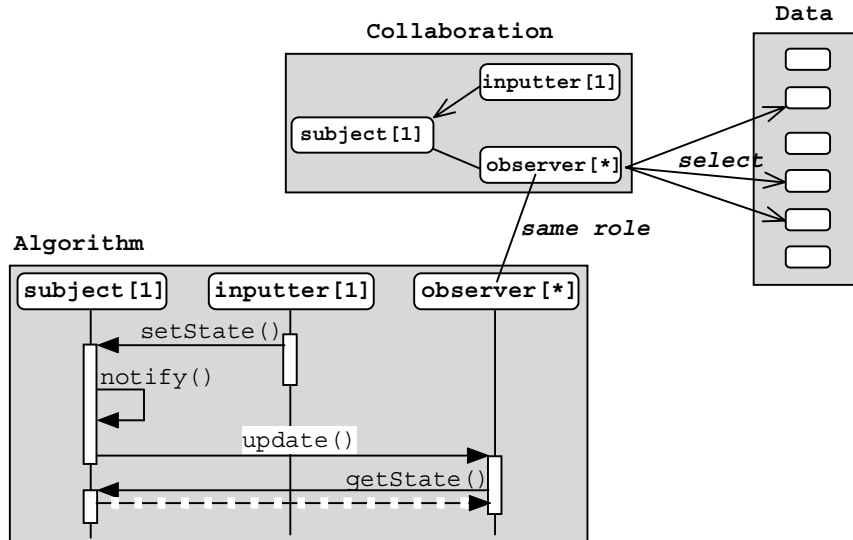 Data
Collaboration
inputter[1]
subject[1]
observer[*]
select
same role
Algorithm
subject[1] inputter[1] observer[*]
setState()
notify()
update()
getState()